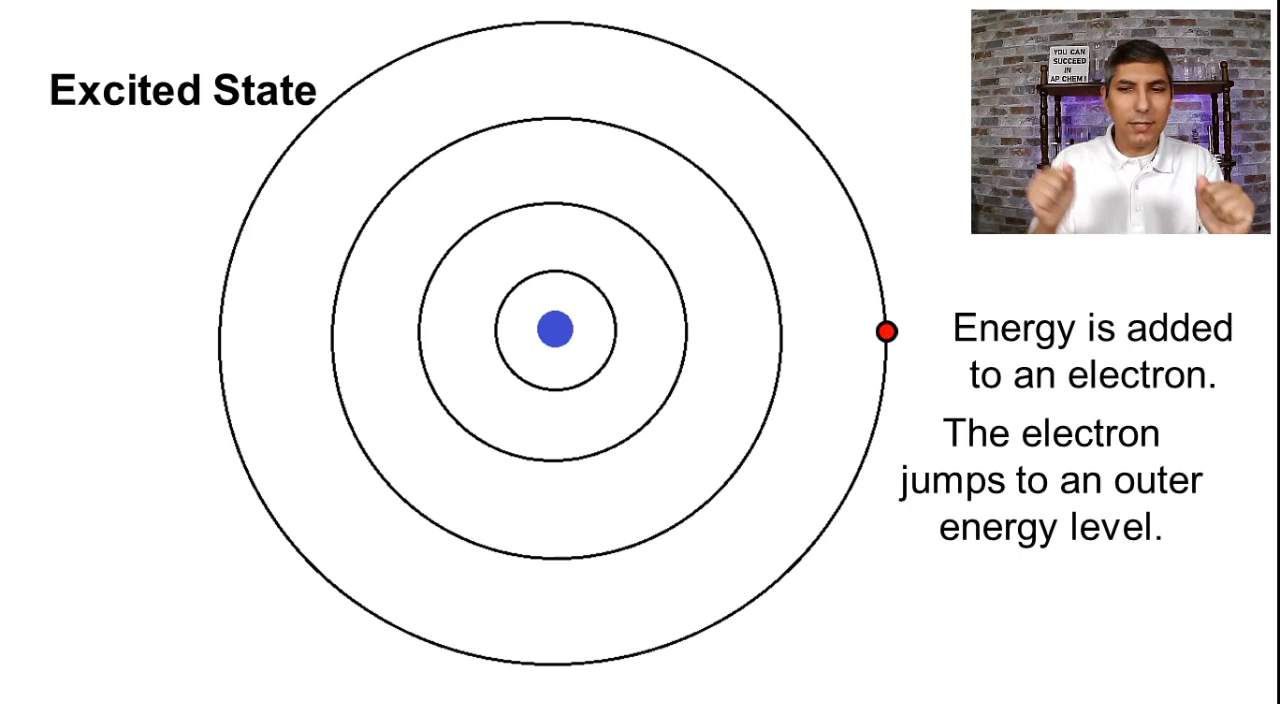 Excited State
YOU CAN
SUCCEED
IN
AP CHEM!
Energy is added
to an electron.
The electron
jumps to an outer
energy level.